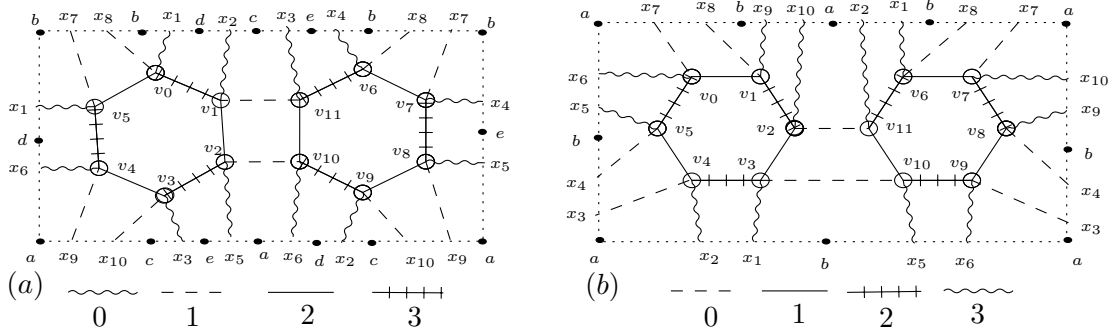 b x₇ x₈ b x₁ d x₂ c x₃ e x₄ b x₈ x₇ b
x₁ v₅ v₀ v₁ v₁₁ v₆ v₇ x₄
d e
x₆ v₄ v₃ v₂ v₁₀ v₉ v₈ x₅
a x₉ x₁₀ c x₃ e x₅ a x₆ d x₂ c x₁₀ x₉ a
(a) 0 1 2 3
a x₇ x₈ b x₉ x₁₀ a x₂ x₁ b x₈ x₇ a
x₆ v₀ v₁ v₆ v₇ x₁₀
x₅ v₅ v₂ v₁₁ v₈ x₉
b b
x₄ v₄ v₃ v₁₀ v₉ x₄
x₃ x₃
a x₂ x₁ b x₅ x₆ a
(b) 0 1 2 3